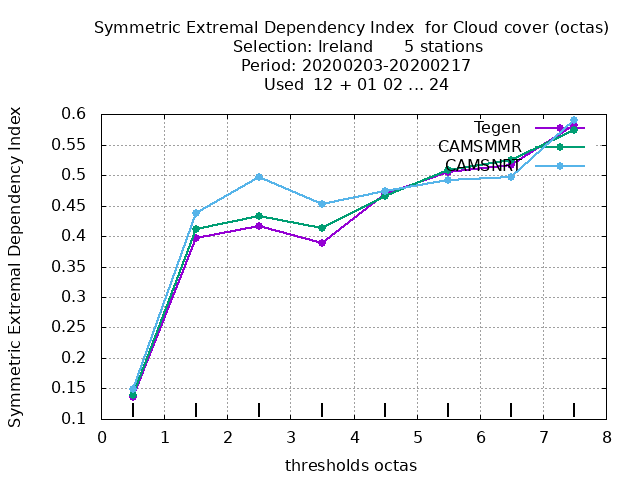 Symmetric Extremal Dependency Index  for Cloud cover (octas)
Selection: Ireland      5 stations
Period: 20200203-20200217
Used  12 + 01 02 ... 24
Symmetric Extremal Dependency Index
0.6
0.55
0.5
0.45
0.4
0.35
0.3
0.25
0.2
0.15
0.1
Tegen
CAMSMMR
CAMSNRT
0 1 2 3 4 5 6 7 8
thresholds octas